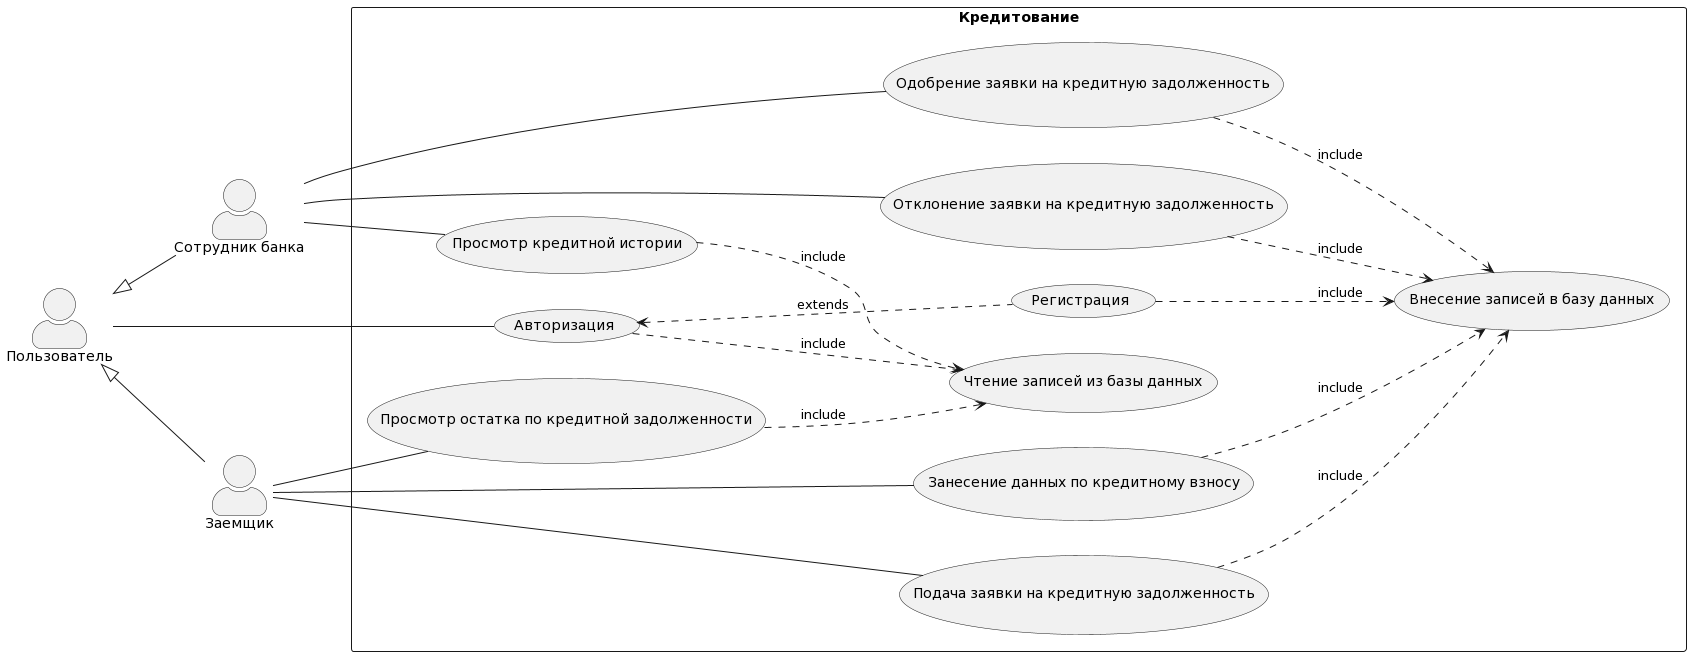 Кредитование
Одобрение заявки на кредитную задолженность
include
Отклонение заявки на кредитную задолженность
Сотрудник банка
Просмотр кредитной истории
include
include
Регистрация
include
Внесение записей в базу данных
extends
Авторизация
include
Пользователь
Чтение записей из базы данных
include
Просмотр остатка по кредитной задолженности
include
Занесение данных по кредитному взносу
include
Заемщик
Подача заявки на кредитную задолженность